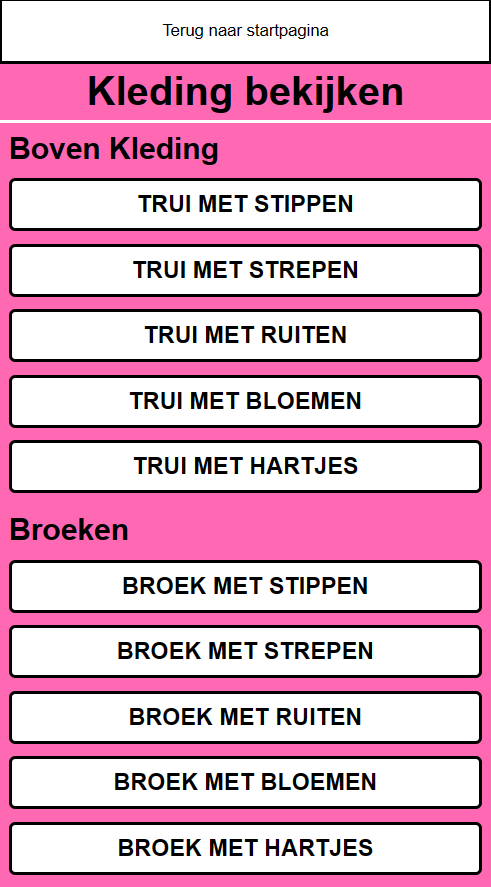 Terug naar startpagina
Kleding bekijken
Boven Kleding
TRUI MET STIPPEN
TRUI MET STREPEN
TRUI MET RUITEN
TRUI MET BLOEMEN
TRUI MET HARTJES
Broeken
BROEK MET STIPPEN
BROEK MET STREPEN
BROEK MET RUITEN
BROEK MET BLOEMEN
BROEK MET HARTJES